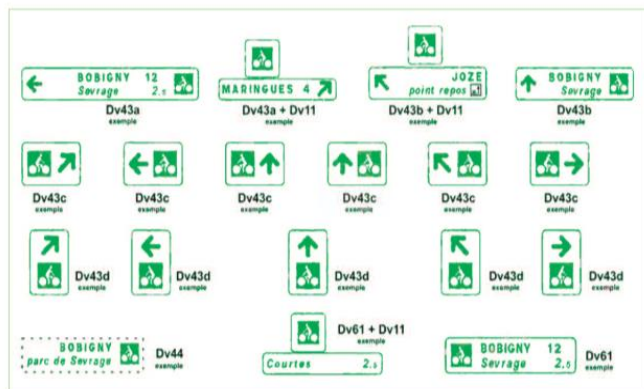 BOBIGNY 12
Sevrage 2.5
Dv43a
exemple
MARINGUES 4
Dv43a + Dv11
exemple
JOZE
point repos
Dv43b + Dv11
exemple
BOBIGNY
Sevrage
Dv43b
exemple
Dv43c
exemple
Dv43c
exemple
Dv43c
exemple
Dv43c
exemple
Dv43c
exemple
Dv43c
exemple
Dv43d
exemple
Dv43d
exemple
Dv43d
exemple
Dv43d
exemple
Dv43d
exemple
BOBIGNY
parc de Sevrage
Dv44
exemple
Dv61 + Dv11
exemple
Courtes 2.5
BOBIGNY 12
Sevrage 2.5
Dv61
exemple